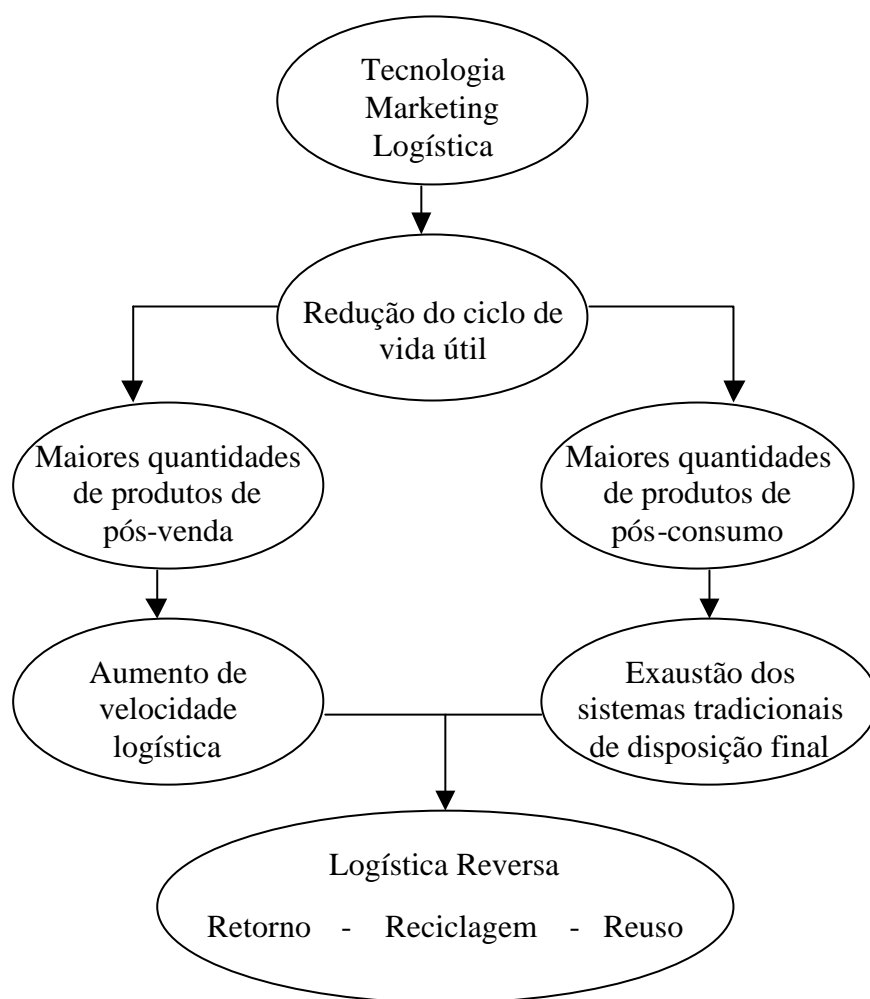 Tecnologia
Marketing
Logística
Redução do ciclo de
vida útil
Maiores quantidades
de produtos de
pós-venda
Maiores quantidades
de produtos de
pós-consumo
Aumento de
velocidade
logística
Exaustão dos
sistemas tradicionais
de disposição final
Logística Reversa
Retorno - Reciclagem - Reuso